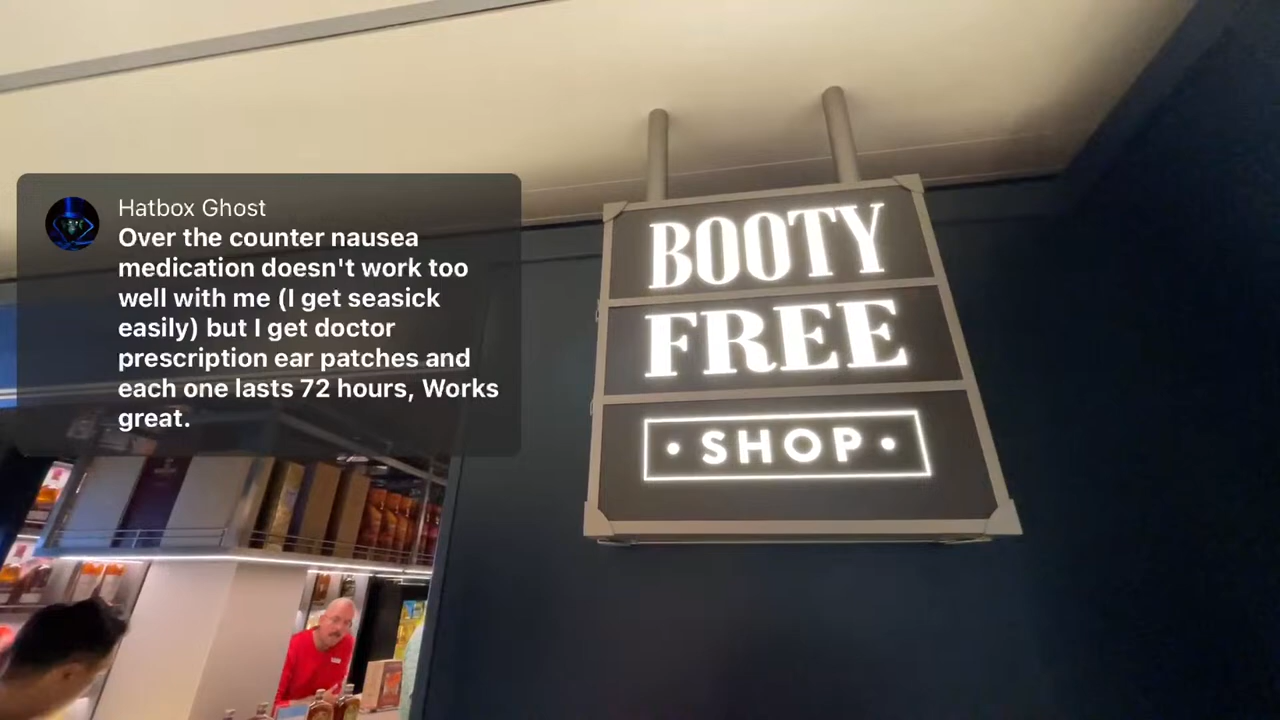 Hatbox Ghost
Over the counter nausea
medication doesn't work too
well with me (I get seasick
easily) but I get doctor
prescription ear patches and
each one lasts 72 hours, Works
great.
BOOTY
FREE
• SHOP •